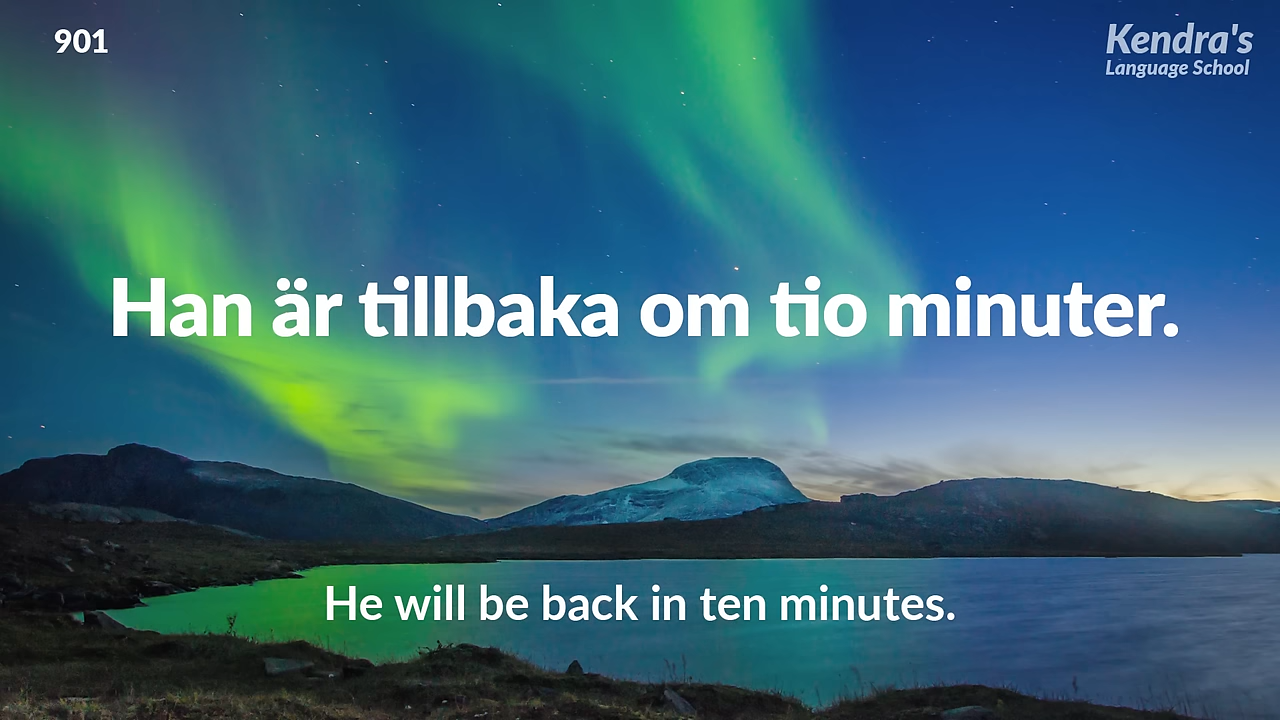 901
Kendra's
Language School
Han är tillbaka om tio minuter.
He will be back in ten minutes.